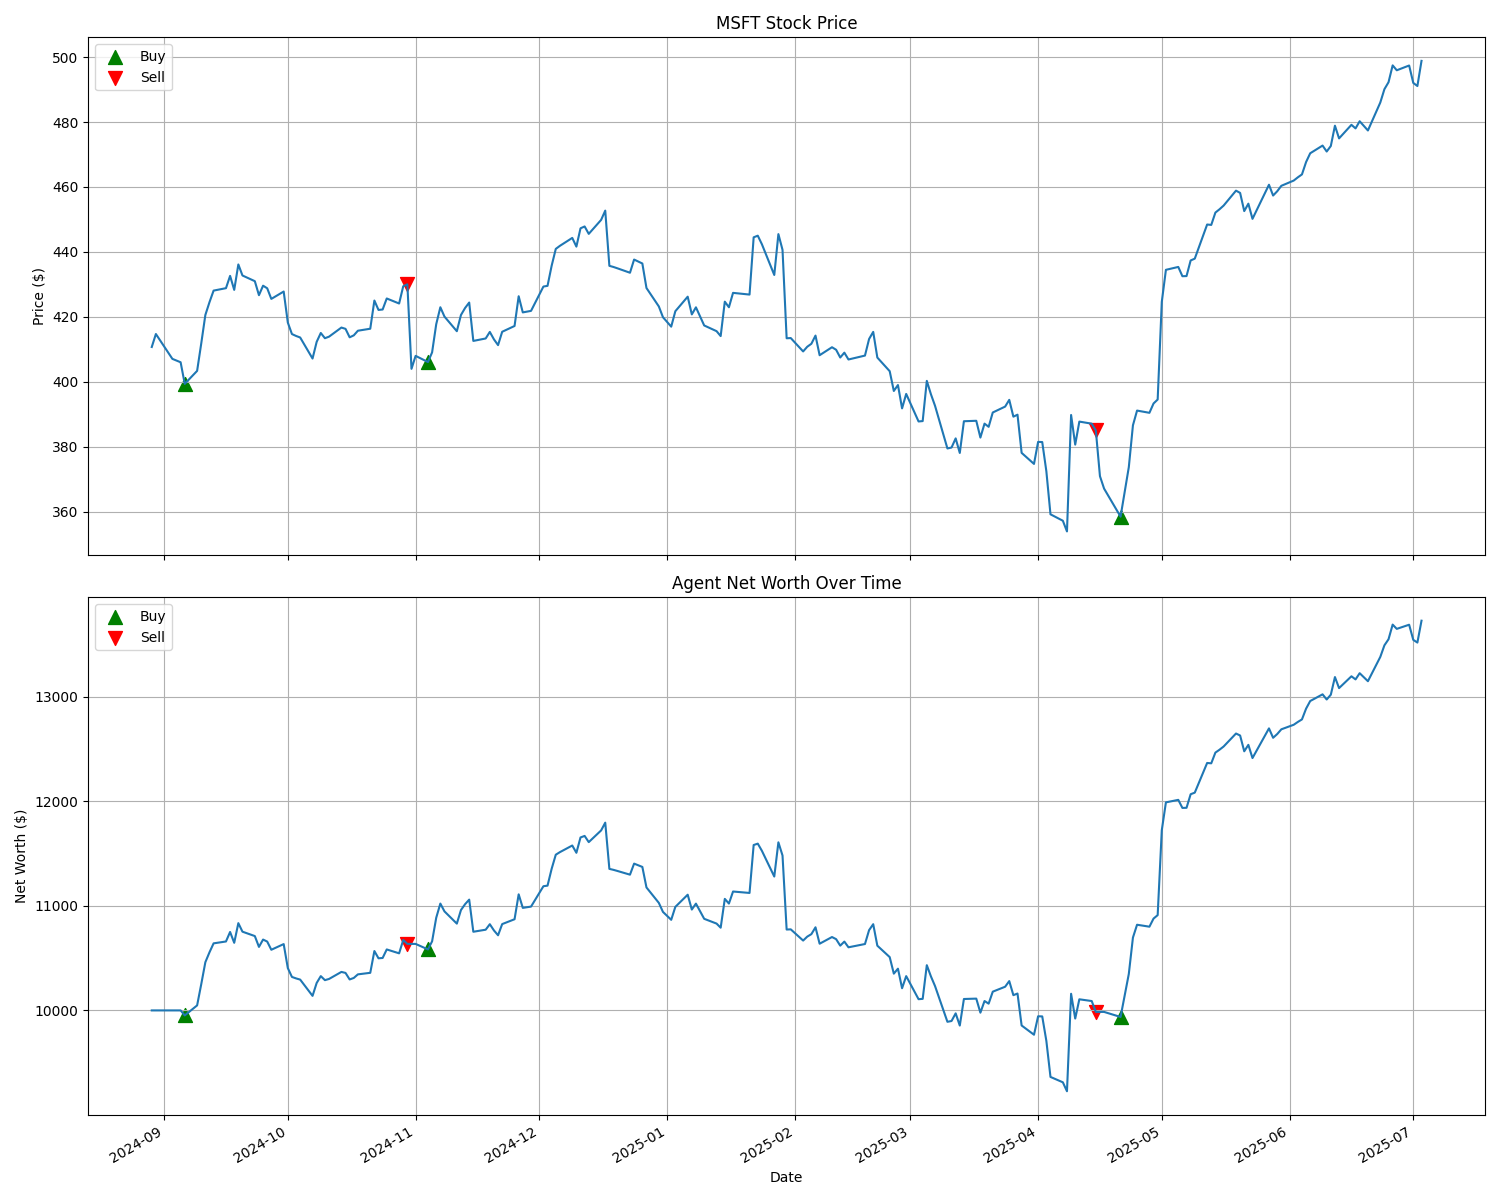 MSFT Stock Price
Buy
Sell
500
480
460
440
420
400
380
360
Price ($)
Agent Net Worth Over Time
Buy
Sell
13000
12000
11000
10000
Net Worth ($)
2024-09
2024-10
2024-11
2024-12
2025-01
2025-02
2025-03
2025-04
2025-05
2025-06
2025-07
Date